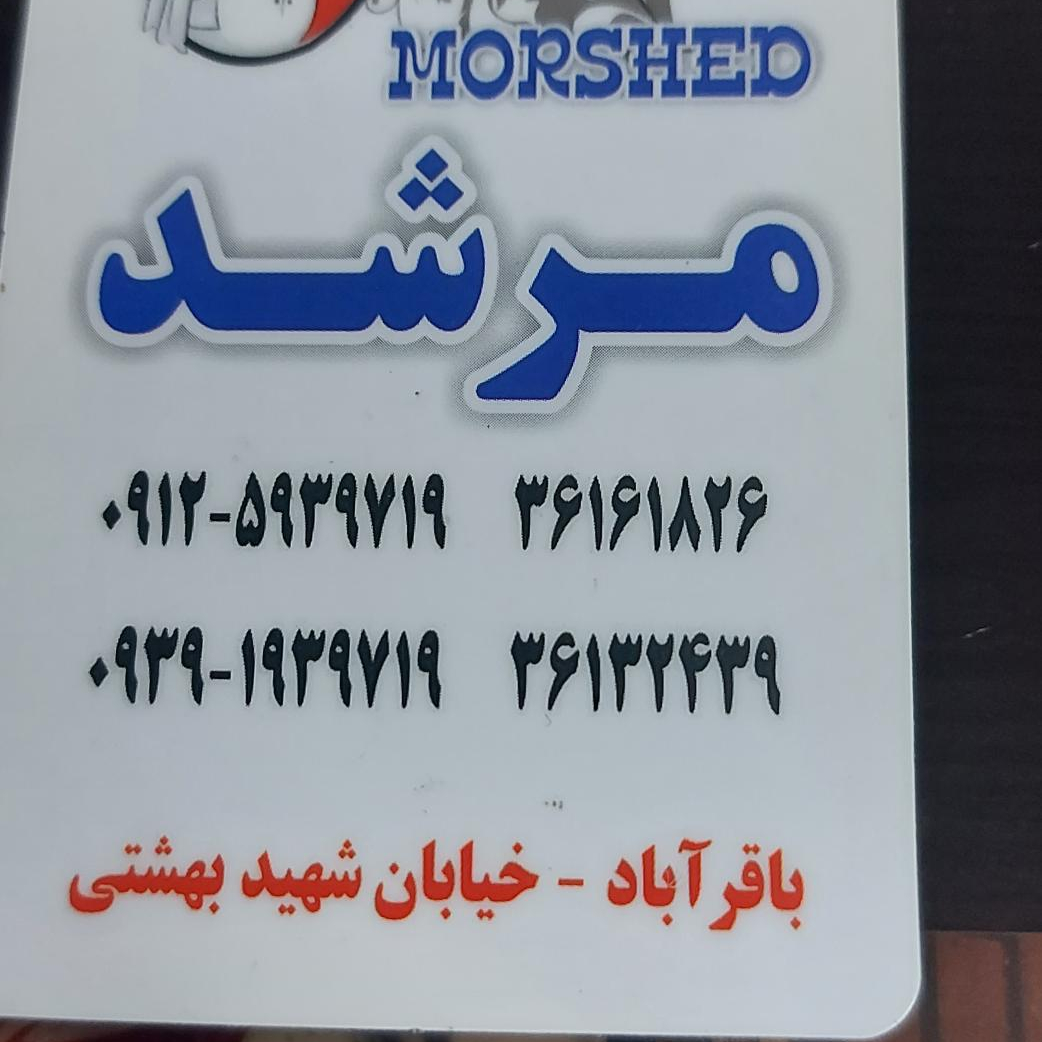 MORSHED
مرشد
۰۹۱۲-۵۹۳۹۷۱۹ ۳۶۱۶۱۸۲۶
۰۹۳۹-۱۹۳۹۷۱۹ ۳۶۱۳۲۴۳۹
باقرآباد - خیابان شهید بهشتی